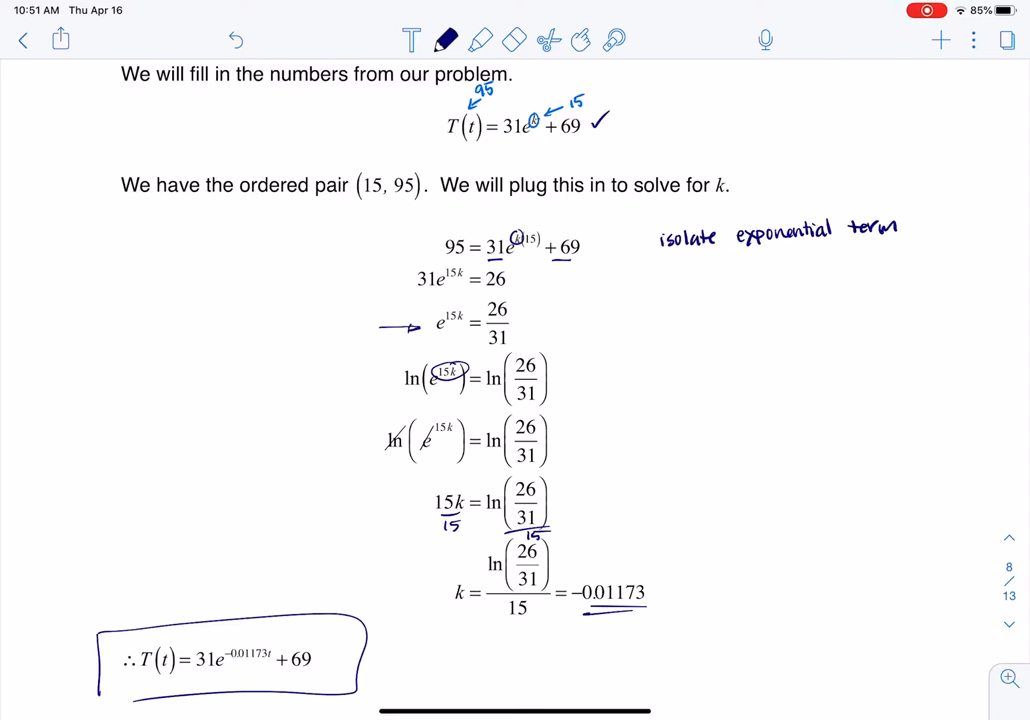 10:51 AM Thu Apr 16 85%
We will fill in the numbers from our problem.
95
15
T(t) = 31e^k + 69 ✓
We have the ordered pair (15, 95). We will plug this in to solve for k.
95 = 31e^{k(15)} + 69 isolate exponential term
31e^{15k} = 26
e^{15k} = 26/31
ln(e^{15k}) = ln(26/31)
ln(e^{15k}) = ln(26/31)
15k = ln(26/31)
15 15
k = ln(26/31)/15 = −0.01173
∴ T(t) = 31e^{−0.01173t} + 69
8
/
13